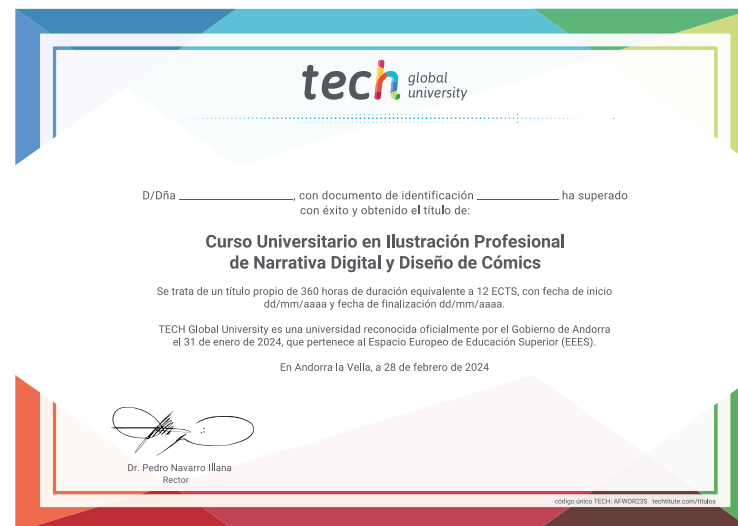 tech global university
D/Dña ______________, con documento de identificación __________ ha superado
con éxito y obtenido el título de:
Curso Universitario en Ilustración Profesional
de Narrativa Digital y Diseño de Cómics
Se trata de un título propio de 360 horas de duración equivalente a 12 ECTS, con fecha de inicio
dd/mm/aaaa y fecha de finalización dd/mm/aaaa.
TECH Global University es una universidad reconocida oficialmente por el Gobierno de Andorra
el 31 de enero de 2024, que pertenece al Espacio Europeo de Educación Superior (EEES).
En Andorra la Vella, a 28 de febrero de 2024
Dr. Pedro Navarro Illana
Rector
código único TECH: AFWOR23S techtitute.com/titulos